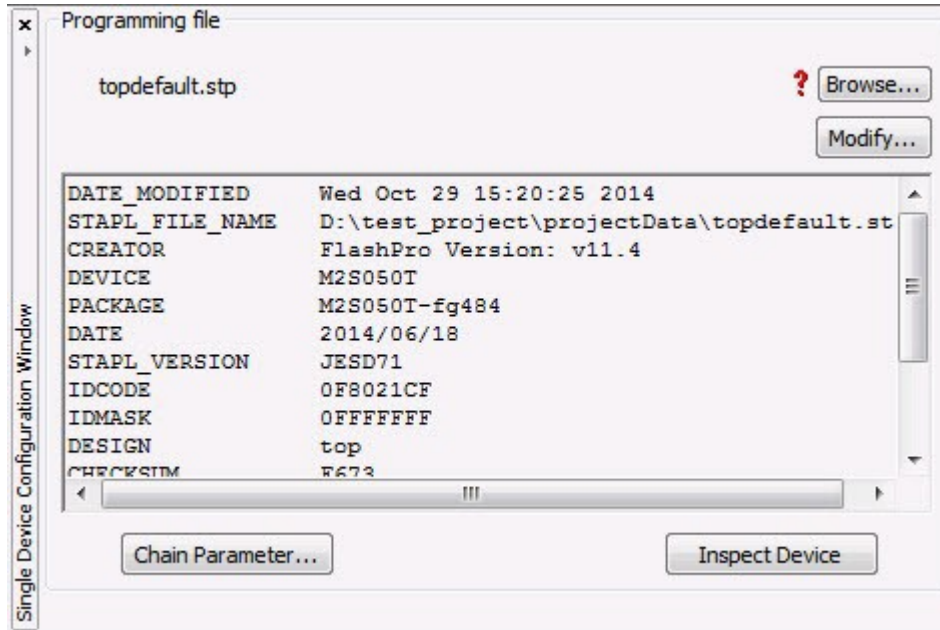 Programming file
topdefault.stp
? Browse...
Modify...
DATE_MODIFIED Wed Oct 29 15:20:25 2014
STAPL_FILE_NAME D:\test_project\projectData\topdefault.st
CREATOR FlashPro Version: v11.4
DEVICE M2S050T
PACKAGE M2S050T-fg484
DATE 2014/06/18
STAPL_VERSION JESD71
IDCODE 0F8021CF
IDMASK 0FFFFFFF
DESIGN top
CHECKSUM
Chain Parameter...
Inspect Device
Single Device Configuration Window